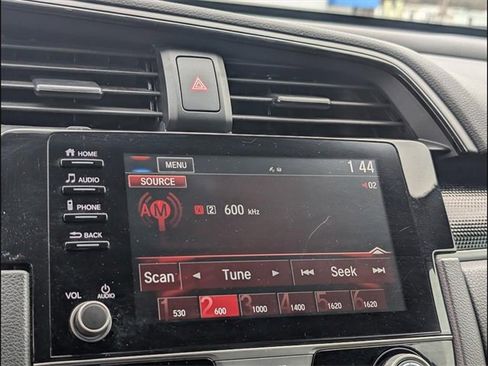 HOME
AUDIO
PHONE
BACK
VOL AUDIO
MENU
1 44
SOURCE
02
AM
[2] 600 kHz
Scan Tune Seek
1 530 2 600 3 1000 4 1400 5 1620 6 1620